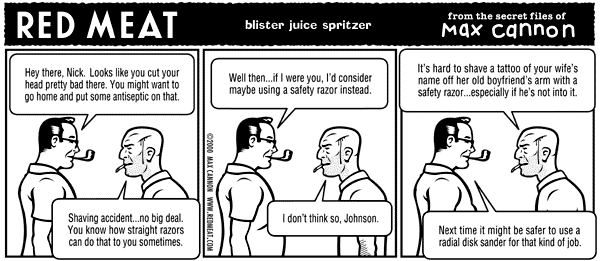 RED MEAT
blister juice spritzer
from the secret files of
Max Cannon
Hey there, Nick. Looks like you cut your
head pretty bad there. You might want to
go home and put some antiseptic on that.
Shaving accident...no big deal.
You know how straight razors
can do that to you sometimes.
©2000 MAX CANNON WWW.REDMEAT.COM
Well then...if I were you, I'd consider
maybe using a safety razor instead.
I don't think so, Johnson.
It's hard to shave a tattoo of your wife's
name off her old boyfriend's arm with a
safety razor...especially if he's not into it.
Next time it might be safer to use a
radial disk sander for that kind of job.